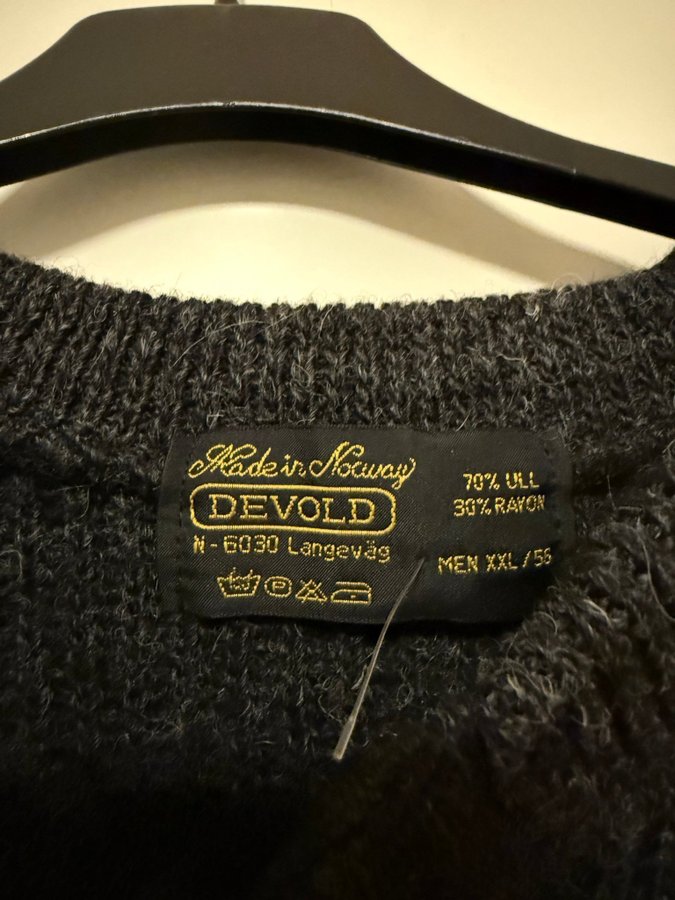 Made in Norway
DEVOLD
N-6030 Langevåg
70% ULL
30% RAYON
MEN XXL / 56